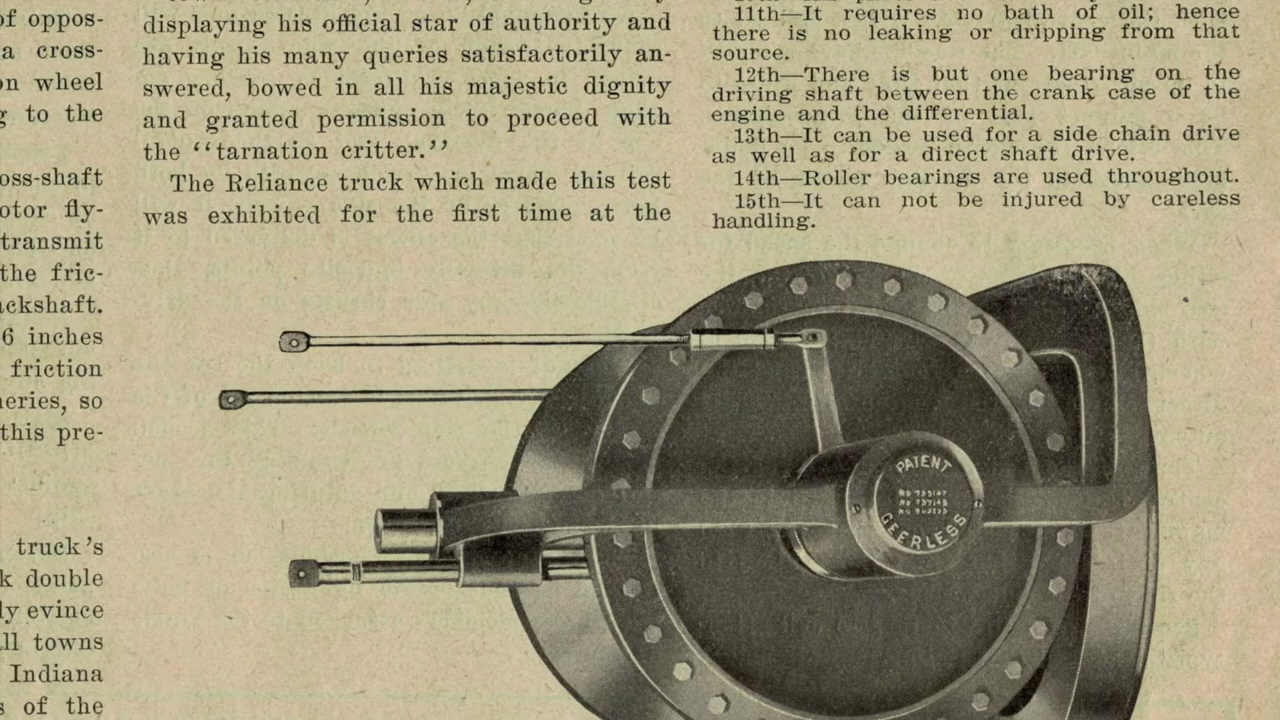 of oppos-
a cross-
on wheel
g to the
oss-shaft
otor fly-
transmit
the fric-
ackshaft.
6 inches
friction
neries, so
this pre-
truck's
k double
ly evince
all towns
Indiana
s of the
displaying his official star of authority and
having his many queries satisfactorily an-
swered, bowed in all his majestic dignity
and granted permission to proceed with
the "tarnation critter."
The Reliance truck which made this test
was exhibited for the first time at the
11th—It requires no bath of oil; hence
there is no leaking or dripping from that
source.
12th—There is but one bearing on the
driving shaft between the crank case of the
engine and the differential.
13th—It can be used for a side chain drive
as well as for a direct shaft drive.
14th—Roller bearings are used throughout.
15th—It can not be injured by careless
handling.
PATENT
GEERLESS